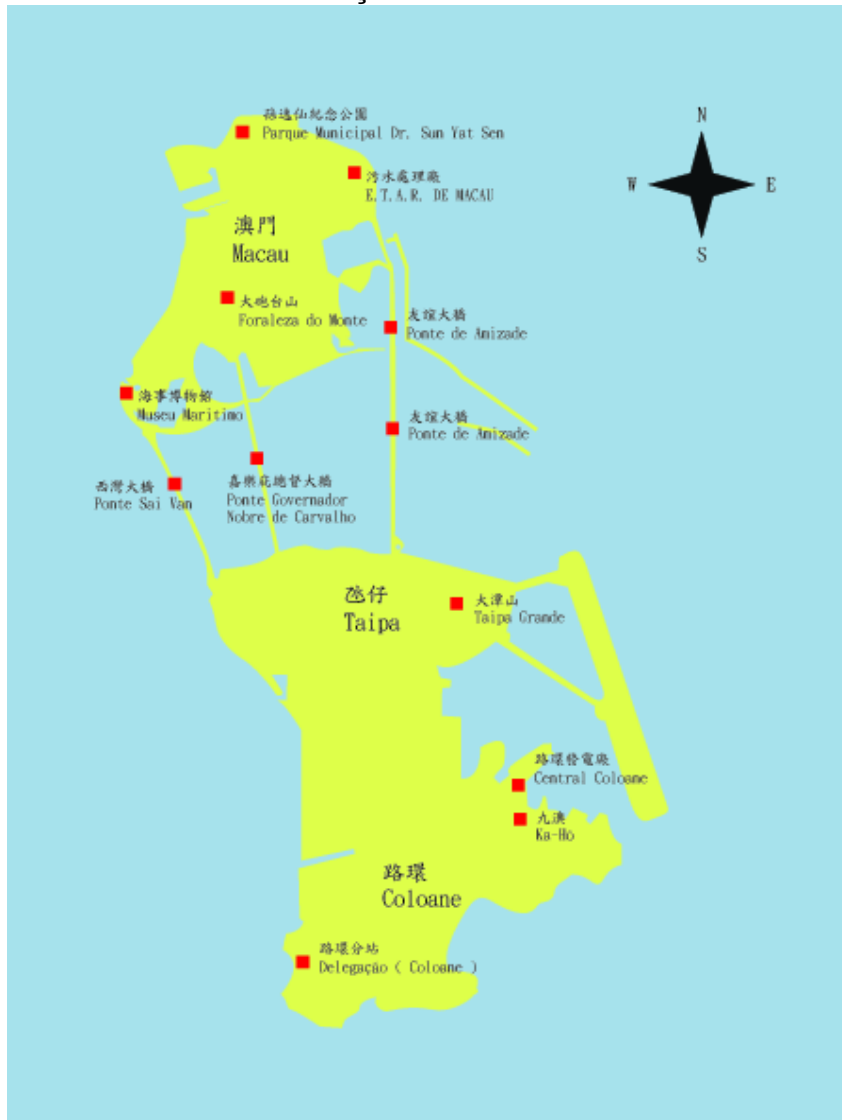 孫逸仙紀念公園
Parque Municipal Dr. Sun Yat Sen
污水處理廠
E.T.A.R. DE MACAU
N
W
E
S
澳門
Macau
大砲台山
Foraleza do Monte
友誼大橋
Ponte de Amizade
海事博物館
Museu Maritimo
友誼大橋
Ponte de Amizade
西灣大橋
Ponte Sai Van
嘉樂庇總督大橋
Ponte Governador
Nobre de Carvalho
氹仔
Taipa
大潭山
Taipa Grande
路環發電廠
Central Coloane
九澳
Ka-Hó
路環
Coloane
路環分站
Delegação ( Coloane )